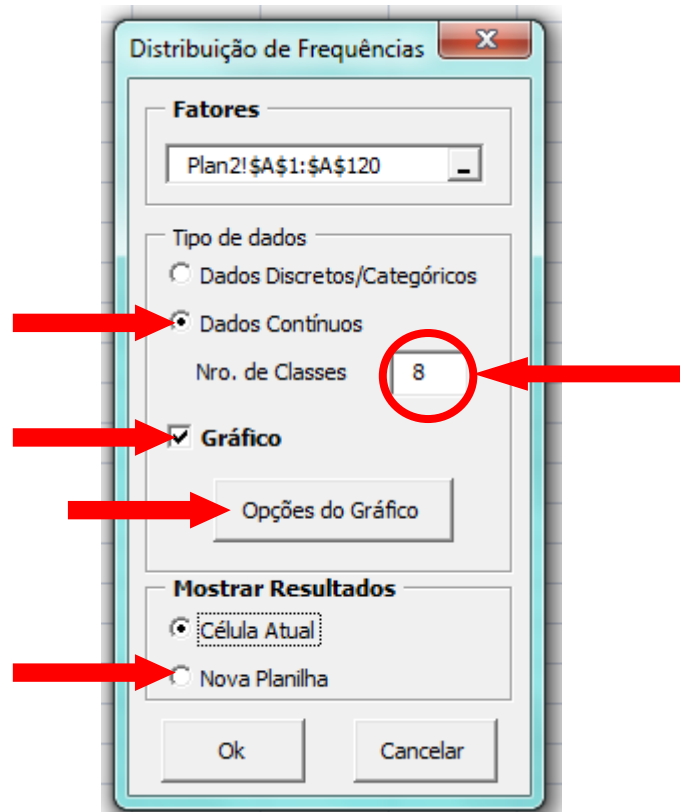 Distribuição de Frequências
Fatores
Plan2!$A$1:$A$120
Tipo de dados
Dados Discretos/Categóricos
Dados Contínuos
Nro. de Classes 8
Gráfico
Opções do Gráfico
Mostrar Resultados
Célula Atual
Nova Planilha
Ok Cancelar